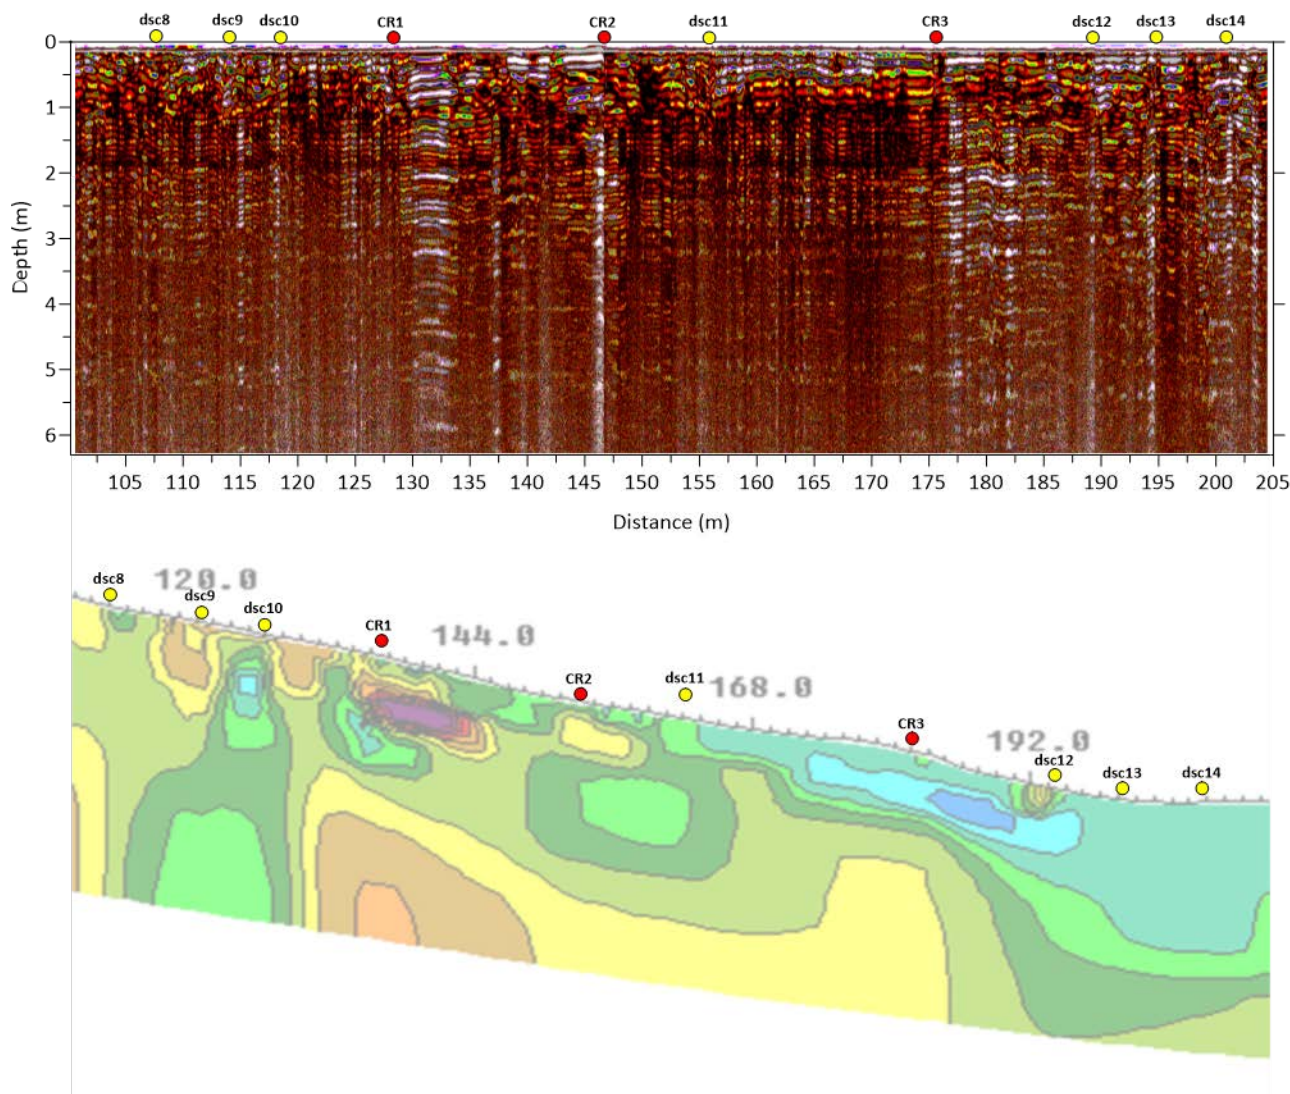 dsc8 dsc9 dsc10 CR1 CR2 dsc11 CR3 dsc12 dsc13 dsc14
0
1
2
3
4
5
6
Depth (m)
105 110 115 120 125 130 135 140 145 150 155 160 165 170 175 180 185 190 195 200 205
Distance (m)
dsc8 120.0
dsc9
dsc10
CR1 144.0
CR2 dsc11 168.0
CR3 192.0
dsc12 dsc13 dsc14